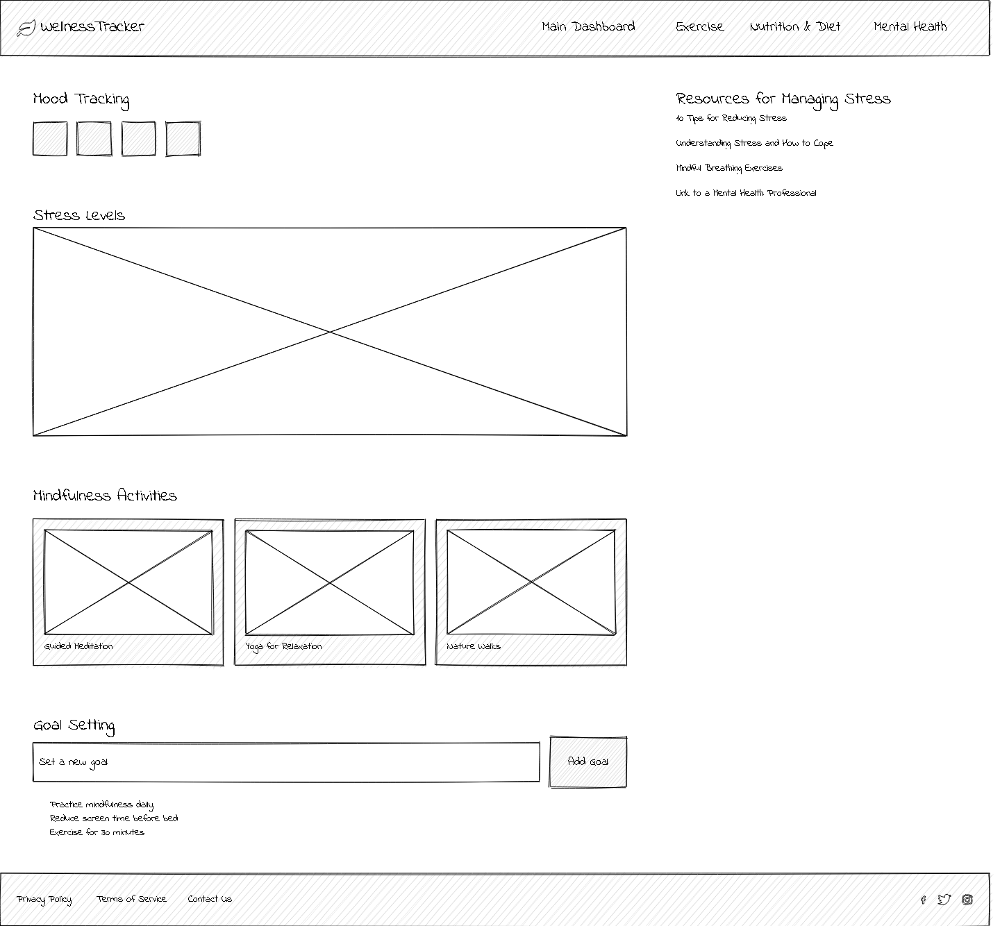 WellnessTracker
Main Dashboard
Exercise
Nutrition & Diet
Mental Health
Mood Tracking
Stress Levels
Mindfulness Activities
Guided Meditation
Yoga for Relaxation
Nature Walks
Goal Setting
Set a new goal
Add Goal
Practice mindfulness daily
Reduce screen time before bed
Exercise for 30 minutes
Resources for Managing Stress
10 Tips for Reducing Stress
Understanding Stress and How to Cope
Mindful Breathing Exercises
Link to a Mental Health Professional
Privacy Policy
Terms of Service
Contact Us